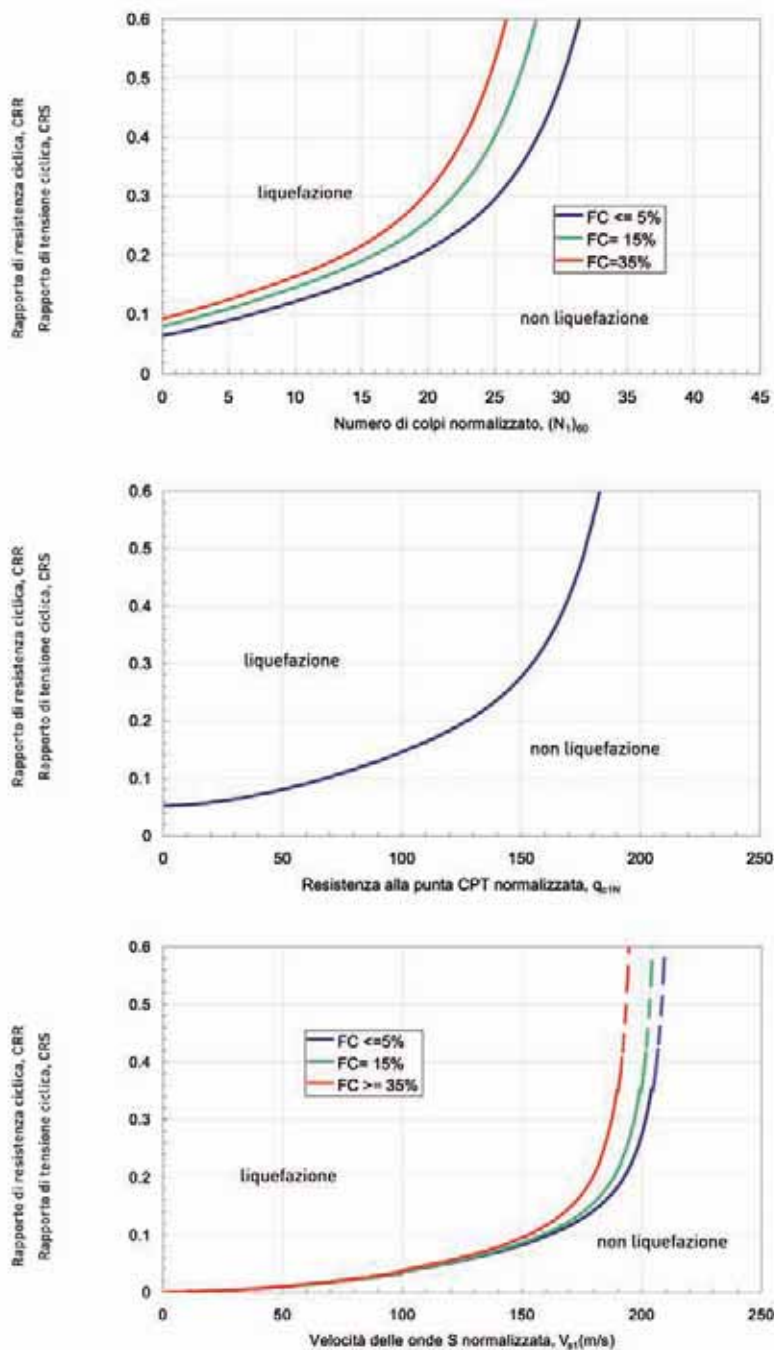 Rapporto di resistenza ciclica, CRR
Rapporto di tensione ciclica, CRS
0.6
0.5
0.4
0.3
0.2
0.1
0
liquefazione
FC <= 5%
FC= 15%
FC=35%
non liquefazione
0 5 10 15 20 25 30 35 40 45
Numero di colpi normalizzato, (N₁)₆₀
Rapporto di resistenza ciclica, CRR
Rapporto di tensione ciclica, CRS
0.6
0.5
0.4
0.3
0.2
0.1
0
liquefazione
non liquefazione
0 50 100 150 200 250
Resistenza alla punta CPT normalizzata, qc1N
Rapporto di resistenza ciclica, CRR
Rapporto di tensione ciclica, CRS
0.6
0.5
0.4
0.3
0.2
0.1
0
FC <=5%
FC= 15%
FC >= 35%
liquefazione
non liquefazione
0 50 100 150 200 250
Velocità delle onde S normalizzata, Vs1(m/s)